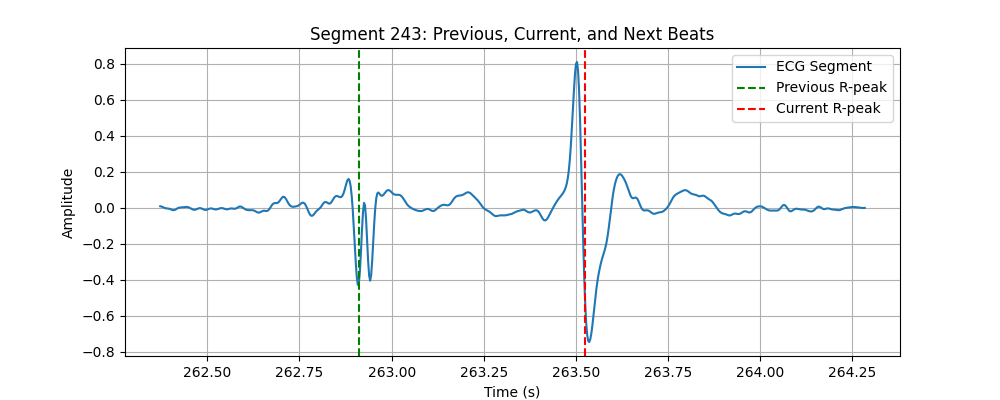 Segment 243: Previous, Current, and Next Beats
Amplitude
0.8
0.6
0.4
0.2
0.0
−0.2
−0.4
−0.6
−0.8
ECG Segment
Previous R-peak
Current R-peak
262.50 262.75 263.00 263.25 263.50 263.75 264.00 264.25
Time (s)